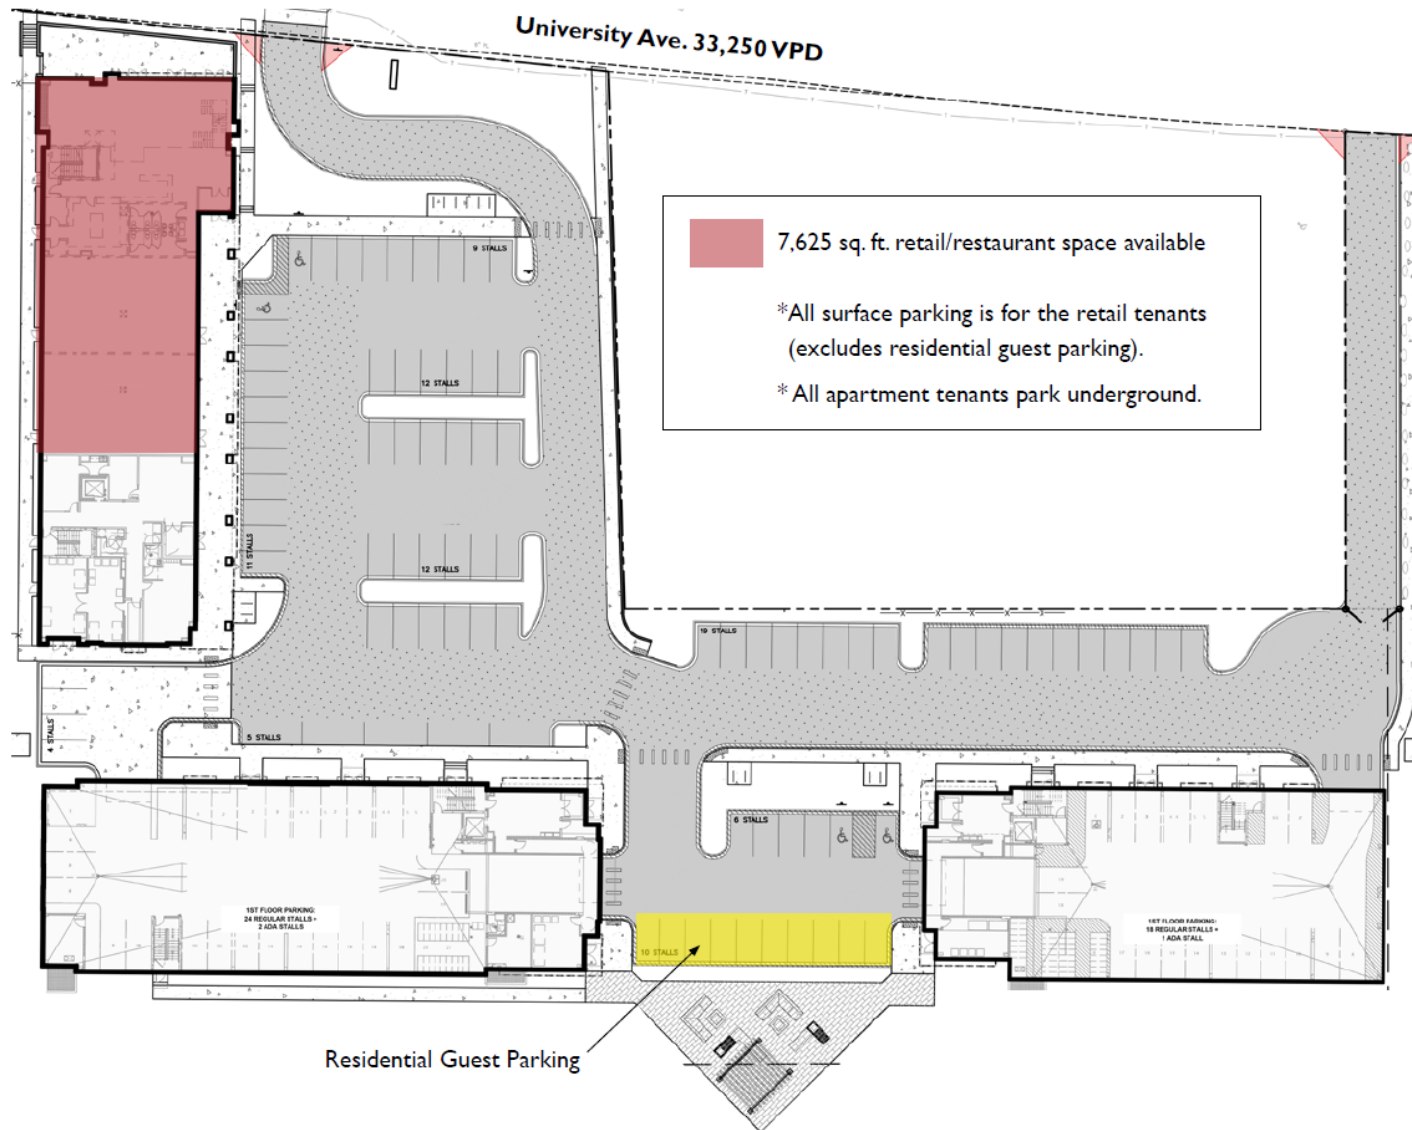 University Ave. 33,250 VPD
7,625 sq. ft. retail/restaurant space available
*All surface parking is for the retail tenants
(excludes residential guest parking).
* All apartment tenants park underground.
9 STALLS
12 STALLS
11 STALLS
12 STALLS
19 STALLS
4 STALLS
5 STALLS
6 STALLS
1ST FLOOR PARKING:
24 REGULAR STALLS +
2 ADA STALLS
1ST FLOOR PARKING:
18 REGULAR STALLS +
1 ADA STALL
10 STALLS
Residential Guest Parking